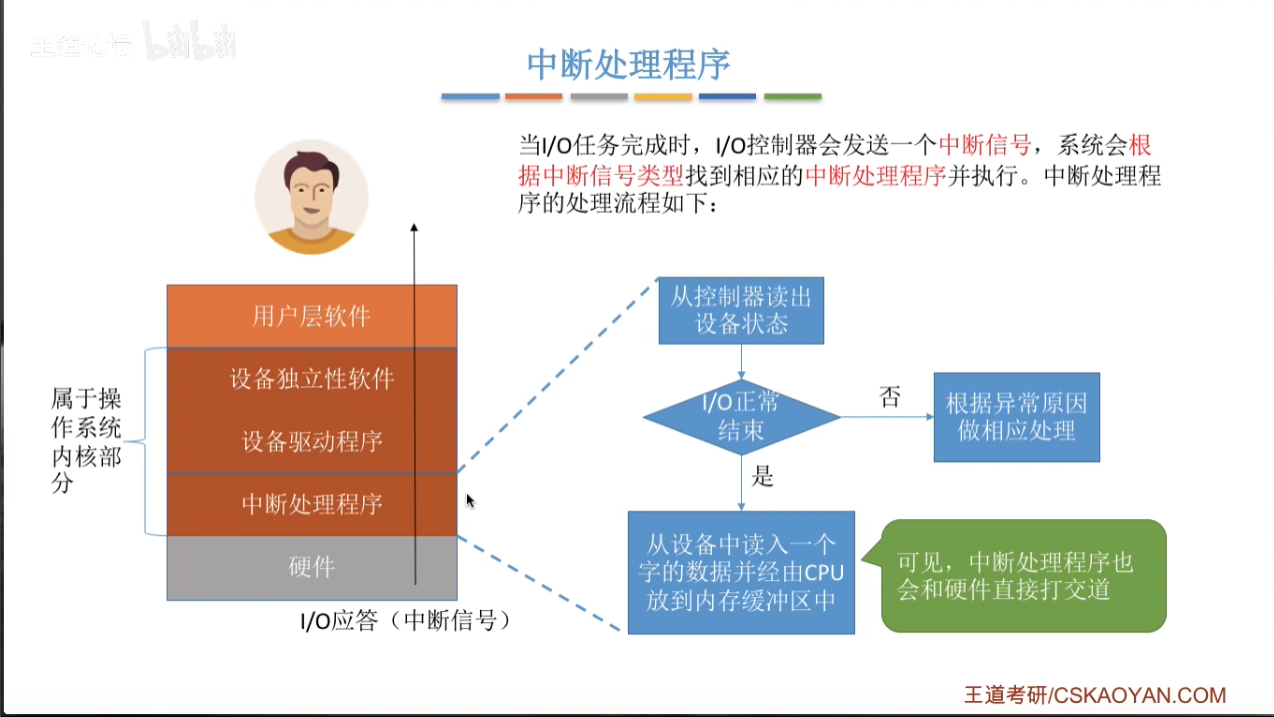 王道论坛 bilibili
中断处理程序
当I/O任务完成时，I/O控制器会发送一个中断信号，系统会根
据中断信号类型找到相应的中断处理程序并执行。中断处理程
序的处理流程如下：
用户层软件
设备独立性软件
设备驱动程序
中断处理程序
硬件
属于操
作系统
内核部
分
I/O应答（中断信号）
从控制器读出
设备状态
I/O正常
结束
否
根据异常原因
做相应处理
是
从设备中读入一个
字的数据并经由CPU
放到内存缓冲区中
可见，中断处理程序也
会和硬件直接打交道
王道考研/CSKAOYAN.COM